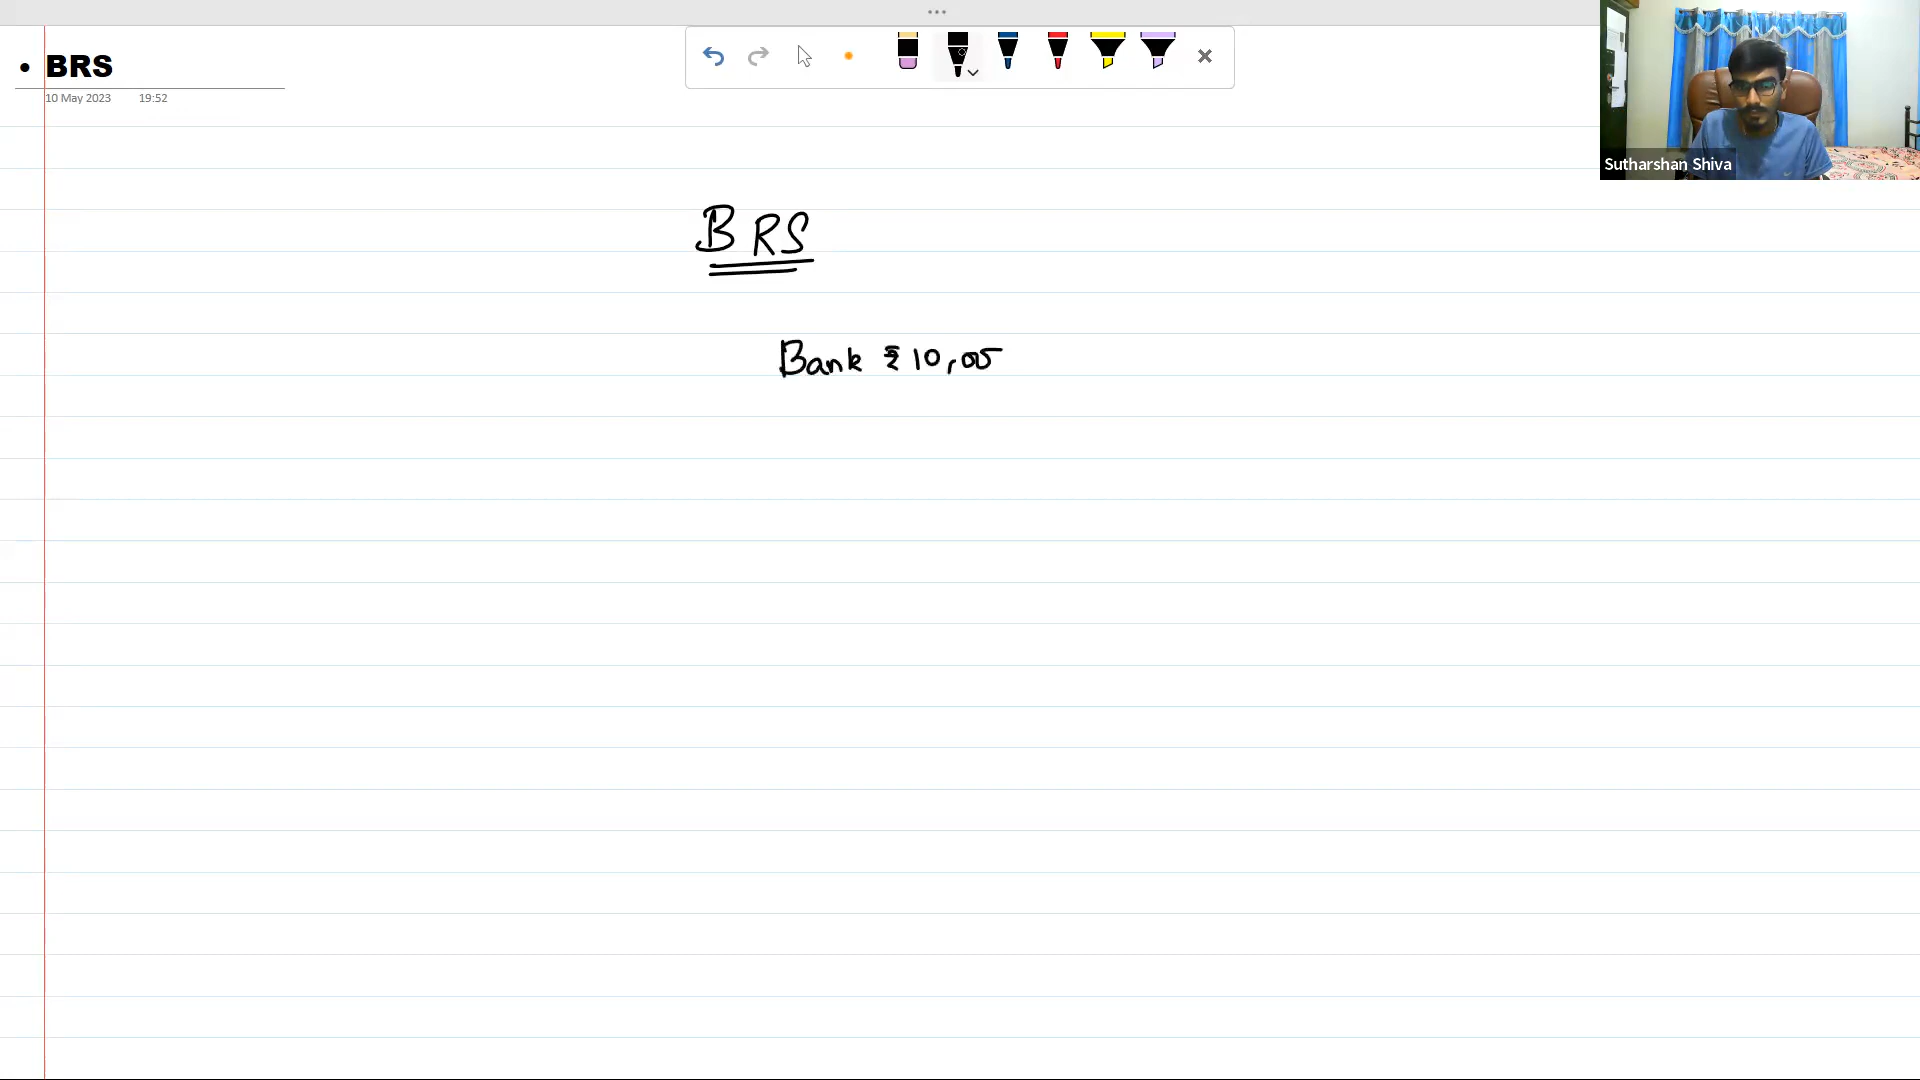 • BRS
10 May 2023 19:52
Sutharshan Shiva
BRS
Bank ₹ 10,00